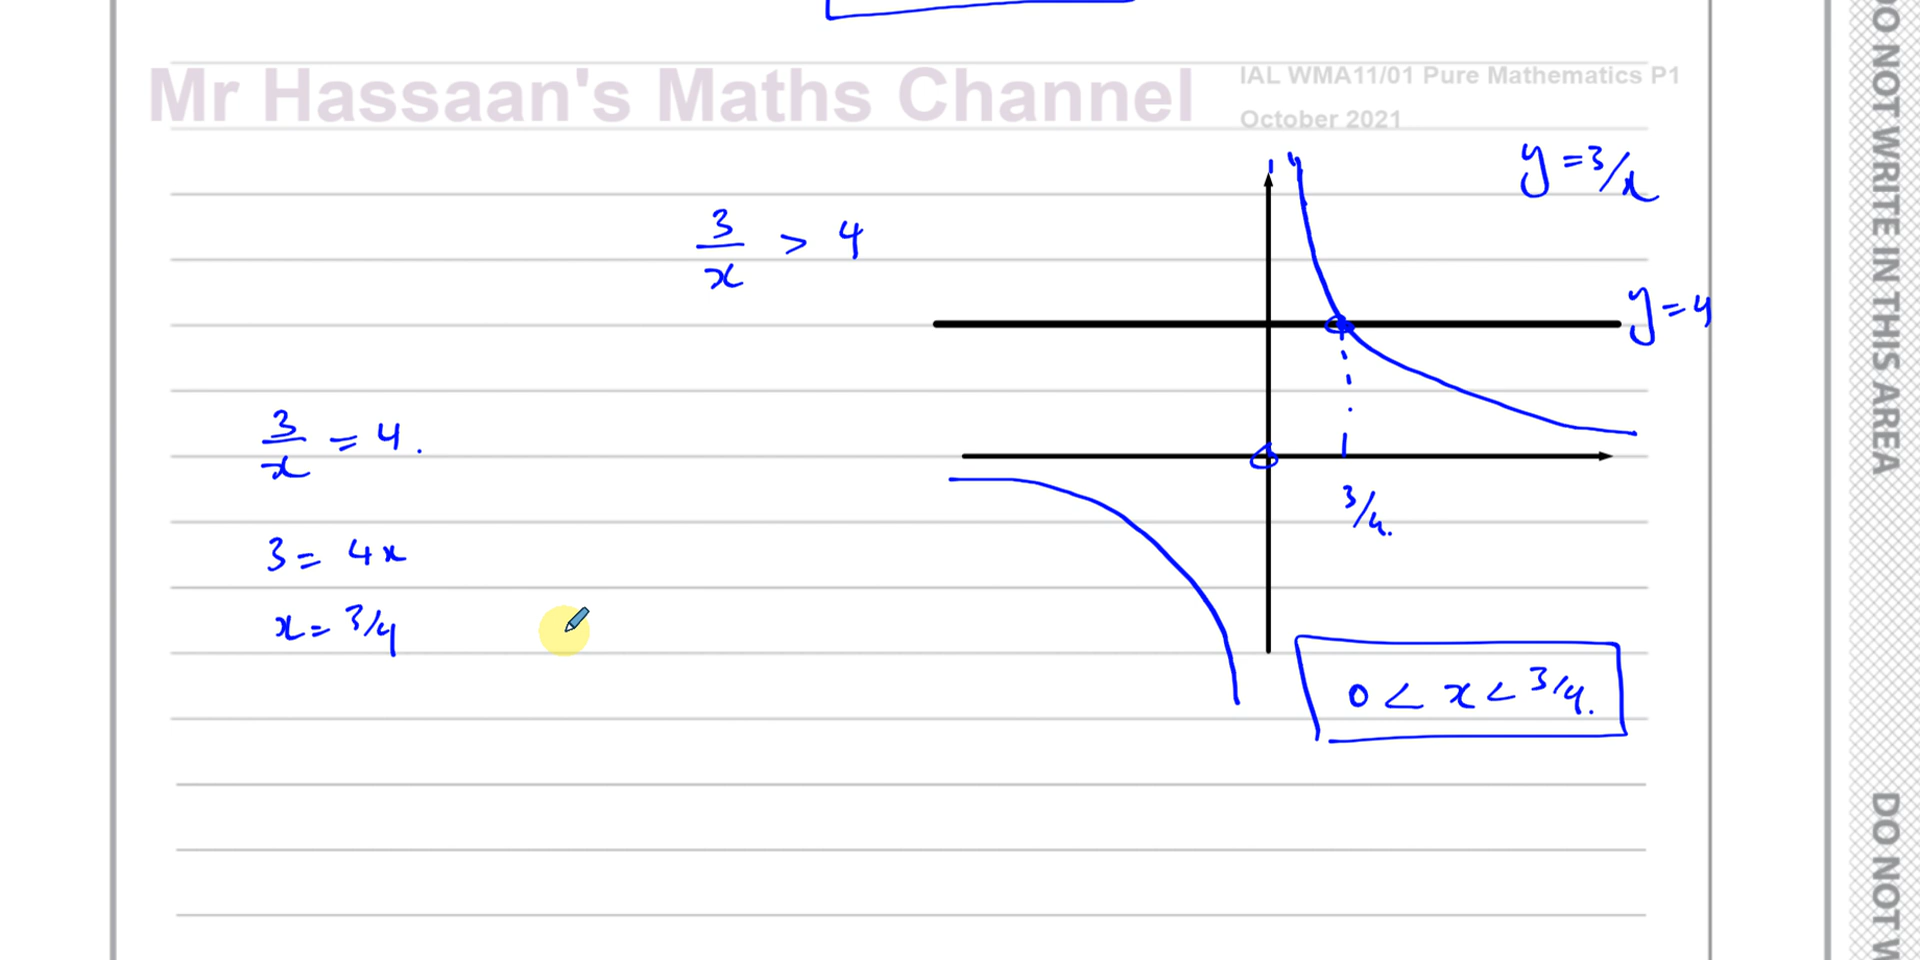 Mr Hassaan's Maths Channel
IAL WMA11/01 Pure Mathematics P1
October 2021
y = 3/x
3/x > 4
y = 4
3/x = 4.
3/4.
3 = 4x
x = 3/4
0 < x < 3/4.
DO NOT WRITE IN THIS AREA
DO NOT W